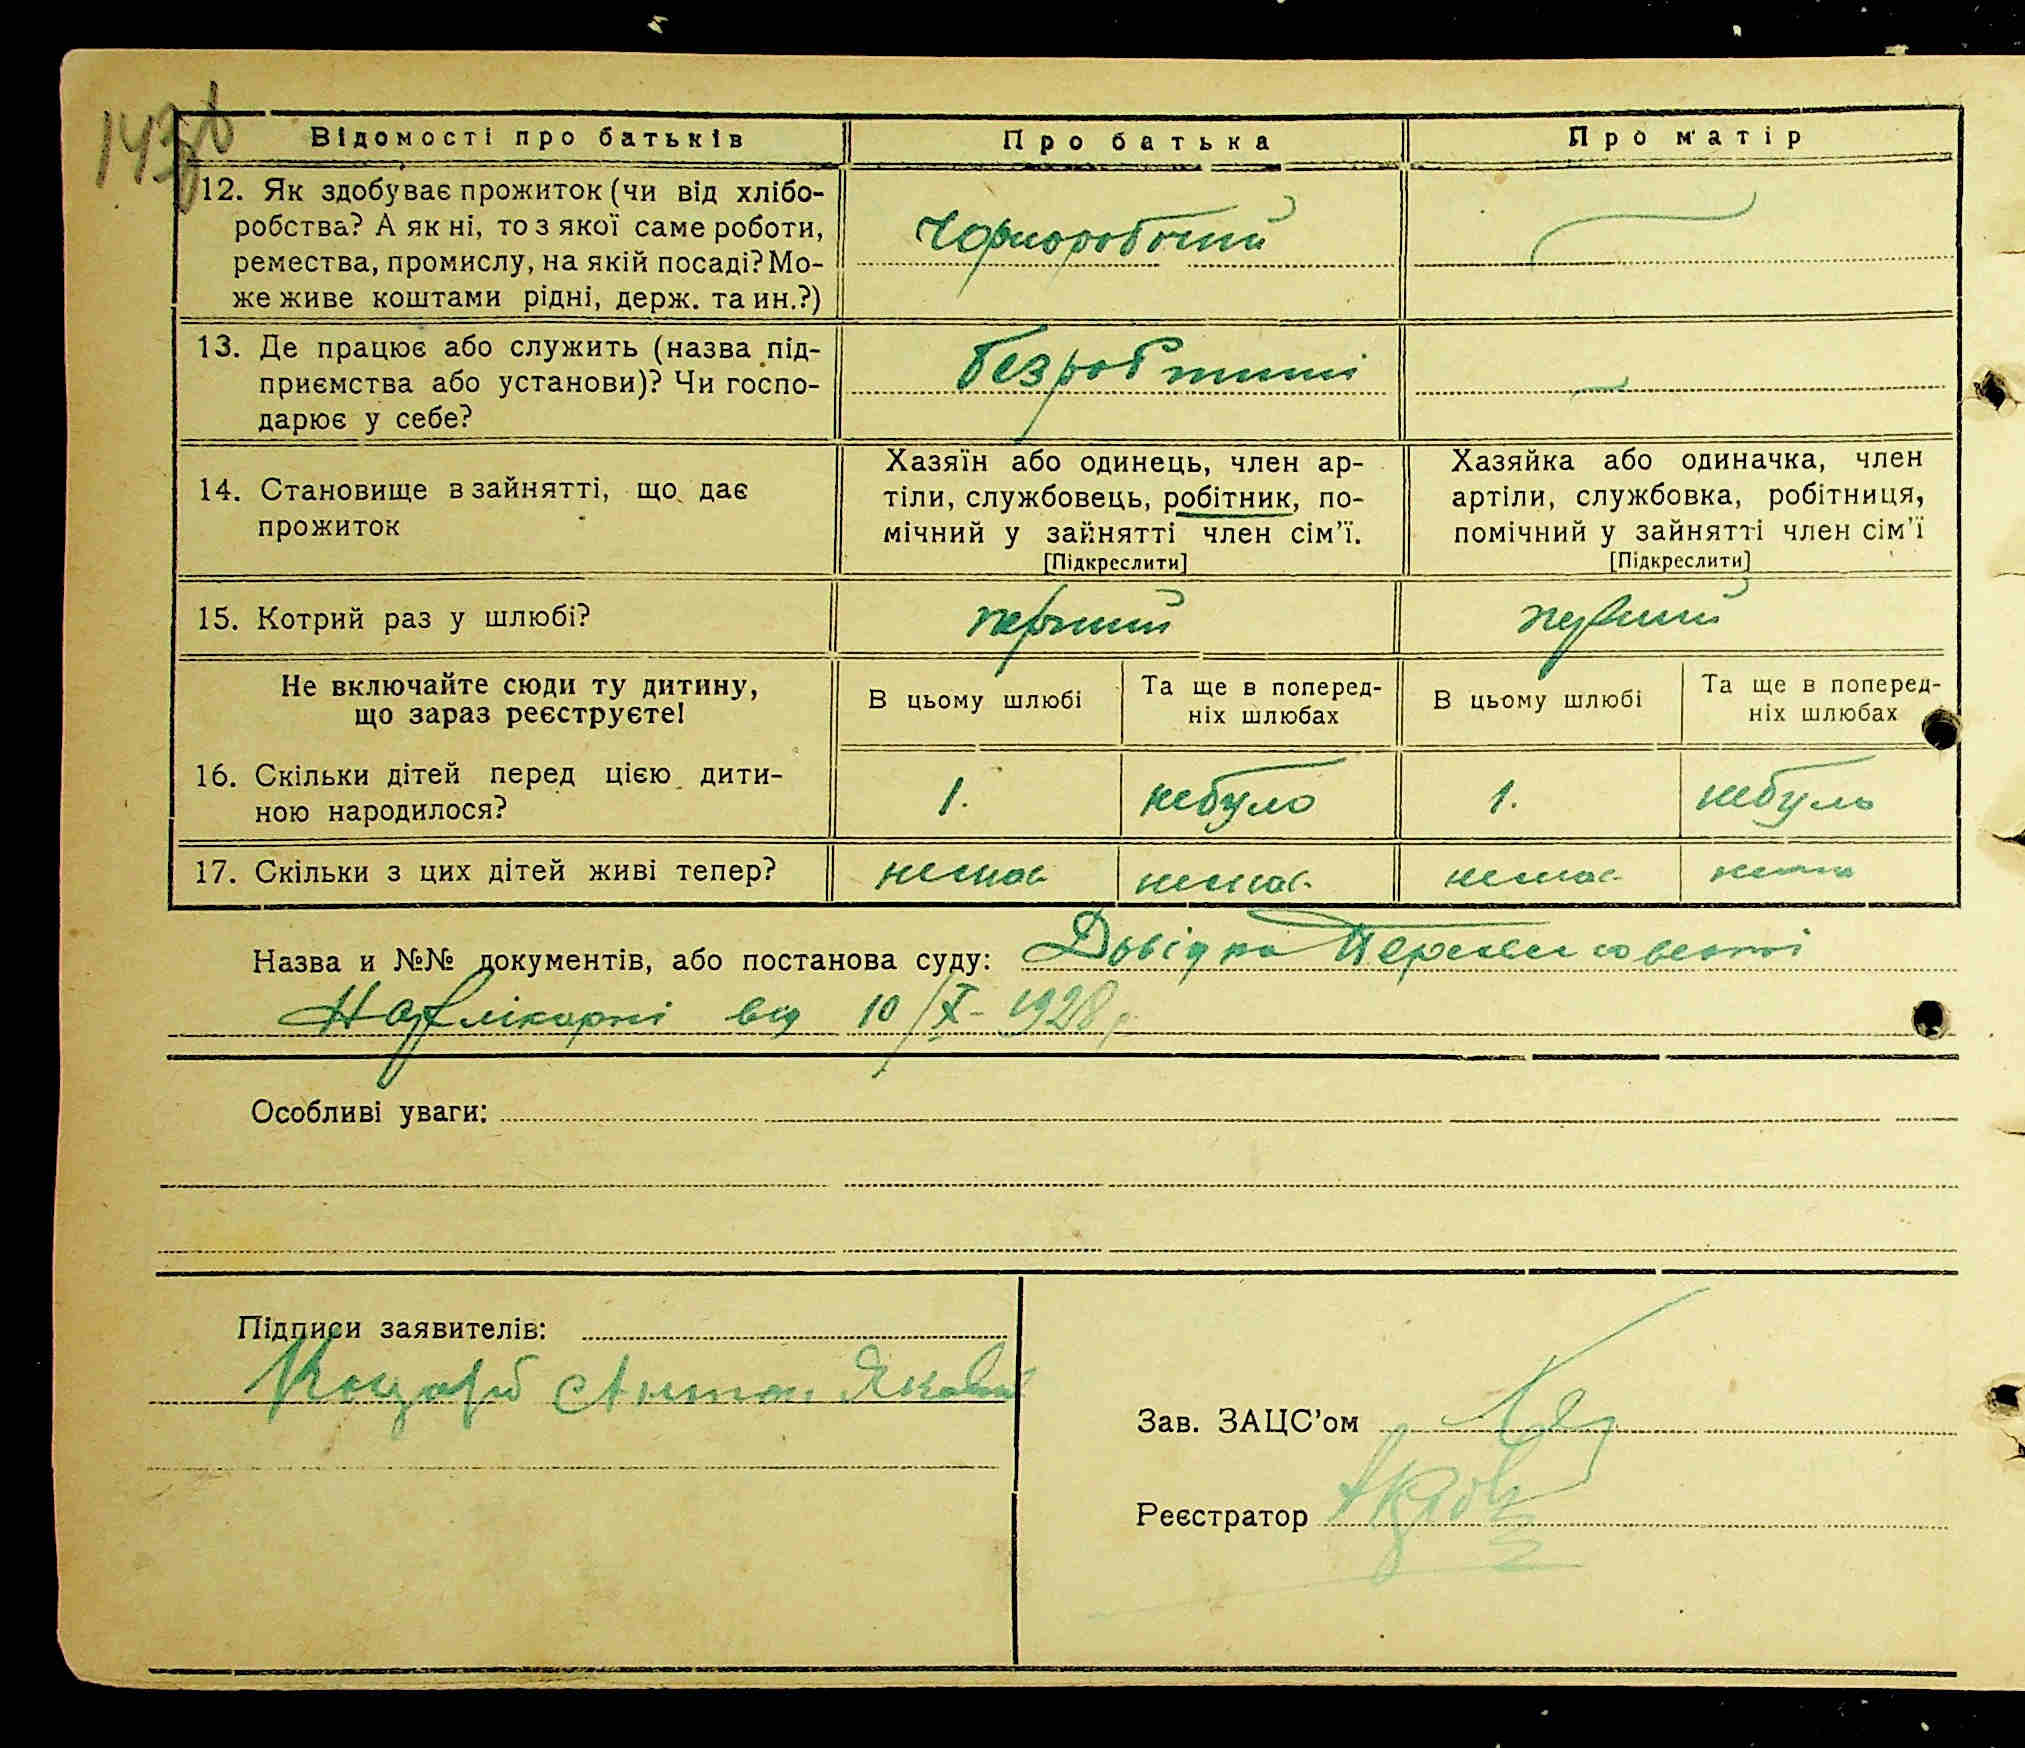 Відомості про батьків
Про батька
Про матір
12. Як здобуває прожиток (чи від хлібо-
робства? А як ні, то з якої саме роботи,
ремества, промислу, на якій посаді? Мо-
же живе коштами рідні, держ. та ин.?)
Чорноробочий
13. Де працює або служить (назва під-
приємства або установи)? Чи госпо-
дарює у себе?
14. Становище в зайнятті, що дає
прожиток
Хазяїн або одинець, член ар-
тіли, службовець, робітник, по-
мічний у зайнятті член сім'ї.
[Підкреслити]
Хазяйка або одиначка, член
артіли, службовка, робітниця,
помічний у зайнятті член сім'ї
[Підкреслити]
15. Котрий раз у шлюбі?
перший
перший
Не включайте сюди ту дитину,
що зараз реєструєте!
В цьому шлюбі
Та ще в поперед-
ніх шлюбах
В цьому шлюбі
Та ще в поперед-
ніх шлюбах
16. Скільки дітей перед цією дити-
ною народилося?
1.
небуло
1.
небуло
17. Скільки з цих дітей живі тепер?
немає
немає
немає
немає
Назва и №№ документів, або постанова суду: Довідка
лікарні від 10/X-1928р.
Особливі уваги:
Підписи заявителів:
Антон
Зав. ЗАЦС'ом
Реєстратор